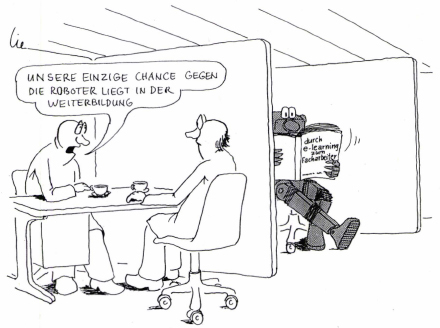 Lie
UNSERE EINZIGE CHANCE GEGEN
DIE ROBOTER LIEGT IN DER
WEITERBILDUNG
durch
e-learning
zum
Facharbeiter